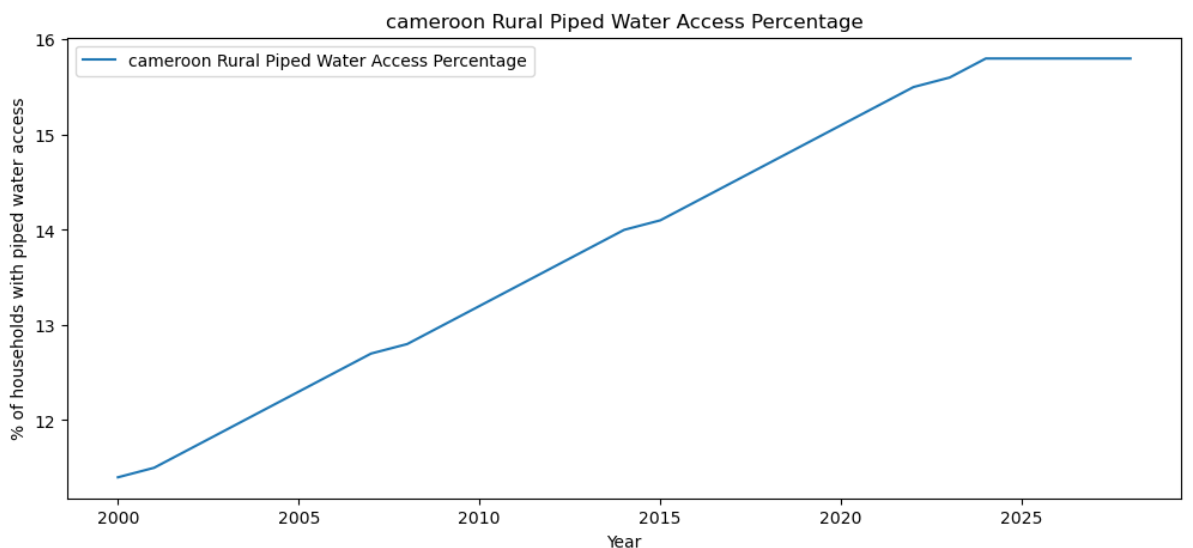 cameroon Rural Piped Water Access Percentage
cameroon Rural Piped Water Access Percentage
% of households with piped water access
16
15
14
13
12
2000 2005 2010 2015 2020 2025
Year